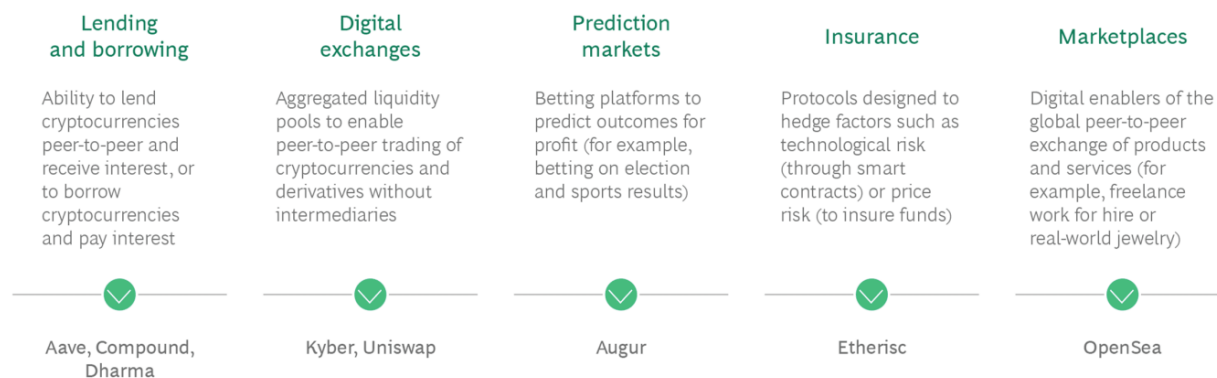 Lending
and borrowing
Ability to lend
cryptocurrencies
peer-to-peer and
receive interest, or
to borrow
cryptocurrencies
and pay interest
Aave, Compound,
Dharma
Digital
exchanges
Aggregated liquidity
pools to enable
peer-to-peer trading of
cryptocurrencies and
derivatives without
intermediaries
Kyber, Uniswap
Prediction
markets
Betting platforms to
predict outcomes for
profit (for example,
betting on election
and sports results)
Augur
Insurance
Protocols designed to
hedge factors such as
technological risk
(through smart
contracts) or price
risk (to insure funds)
Etherisc
Marketplaces
Digital enablers of the
global peer-to-peer
exchange of products
and services (for
example, freelance
work for hire or
real-world jewelry)
OpenSea